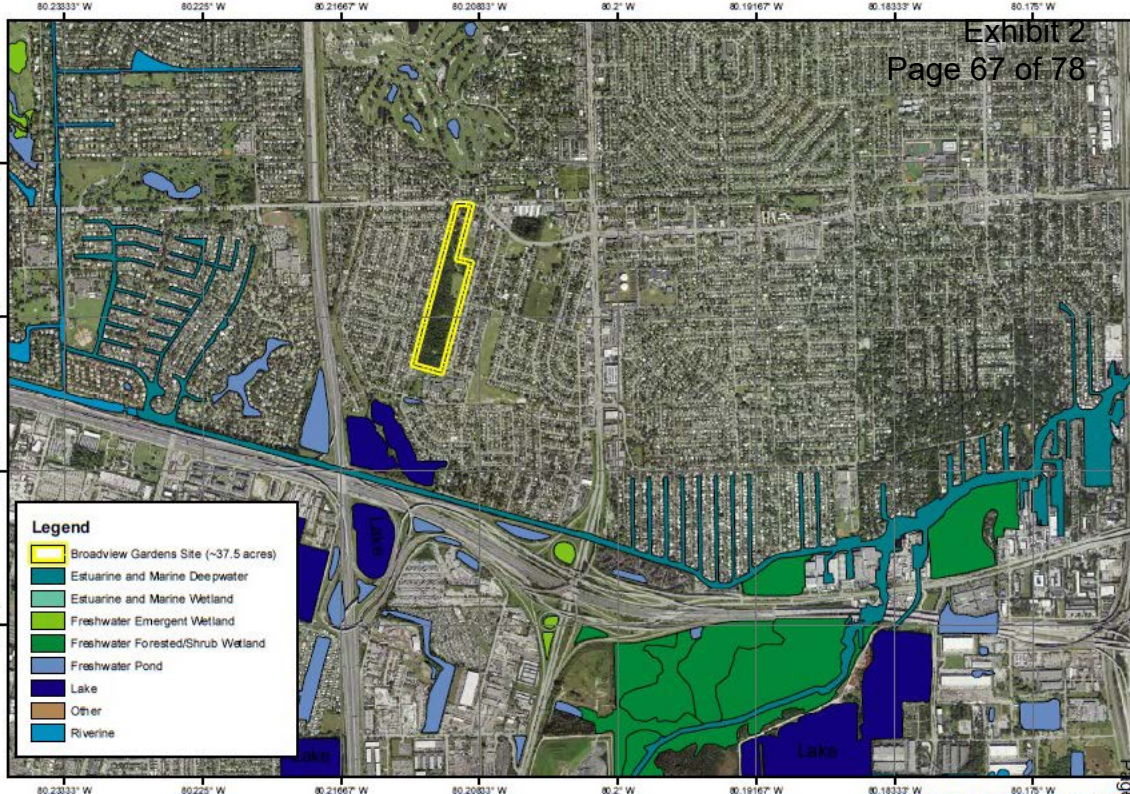 80.23333° W 80.225° W 80.21667° W 80.20833° W 80.2° W 80.19167° W 80.18333° W 80.175° W
Exhibit 2
Page 67 of 78
Lake
Legend
Broadview Gardens Site (~37.5 acres)
Estuarine and Marine Deepwater
Estuarine and Marine Wetland
Freshwater Emergent Wetland
Freshwater Forested/Shrub Wetland
Freshwater Pond
Lake
Other
Riverine
Lake
Lake
Page
80.23333° W 80.225° W 80.21667° W 80.20833° W 80.2° W 80.19167° W 80.18333° W 80.175° W